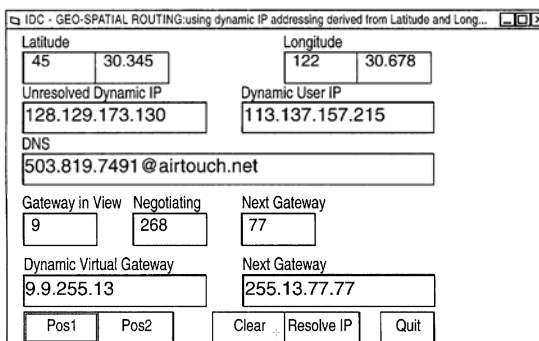 IDC - GEO-SPATIAL ROUTING:using dynamic IP addressing derived from Latitude and Long...
Latitude Longitude
45 30.345 122 30.678
Unresolved Dynamic IP Dynamic User IP
128.129.173.130 113.137.157.215
DNS
503.819.7491@airtouch.net
Gateway in View Negotiating Next Gateway
9 268 77
Dynamic Virtual Gateway Next Gateway
9.9.255.13 255.13.77.77
Pos1 Pos2 Clear Resolve IP Quit